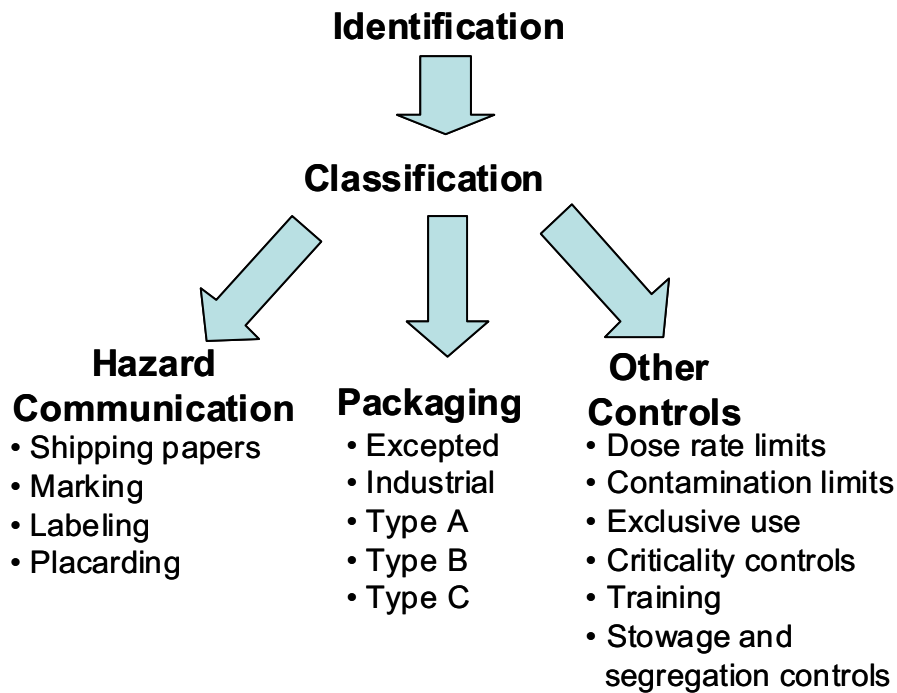 Identification
Classification
Hazard
Communication
• Shipping papers
• Marking
• Labeling
• Placarding
Packaging
• Excepted
• Industrial
• Type A
• Type B
• Type C
Other
Controls
• Dose rate limits
• Contamination limits
• Exclusive use
• Criticality controls
• Training
• Stowage and
segregation controls